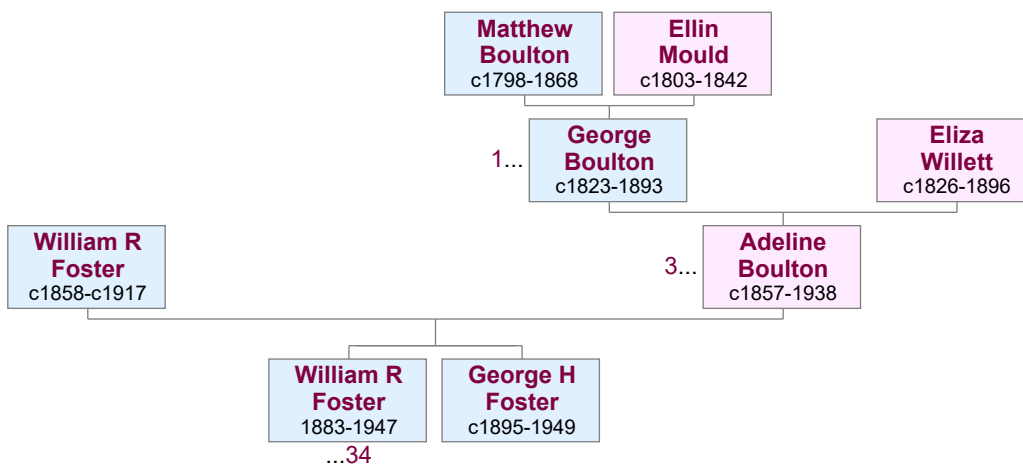 Matthew
Boulton
c1798-1868
Ellin
Mould
c1803-1842
1...
George
Boulton
c1823-1893
Eliza
Willett
c1826-1896
William R
Foster
c1858-c1917
3...
Adeline
Boulton
c1857-1938
William R
Foster
1883-1947
...34
George H
Foster
c1895-1949